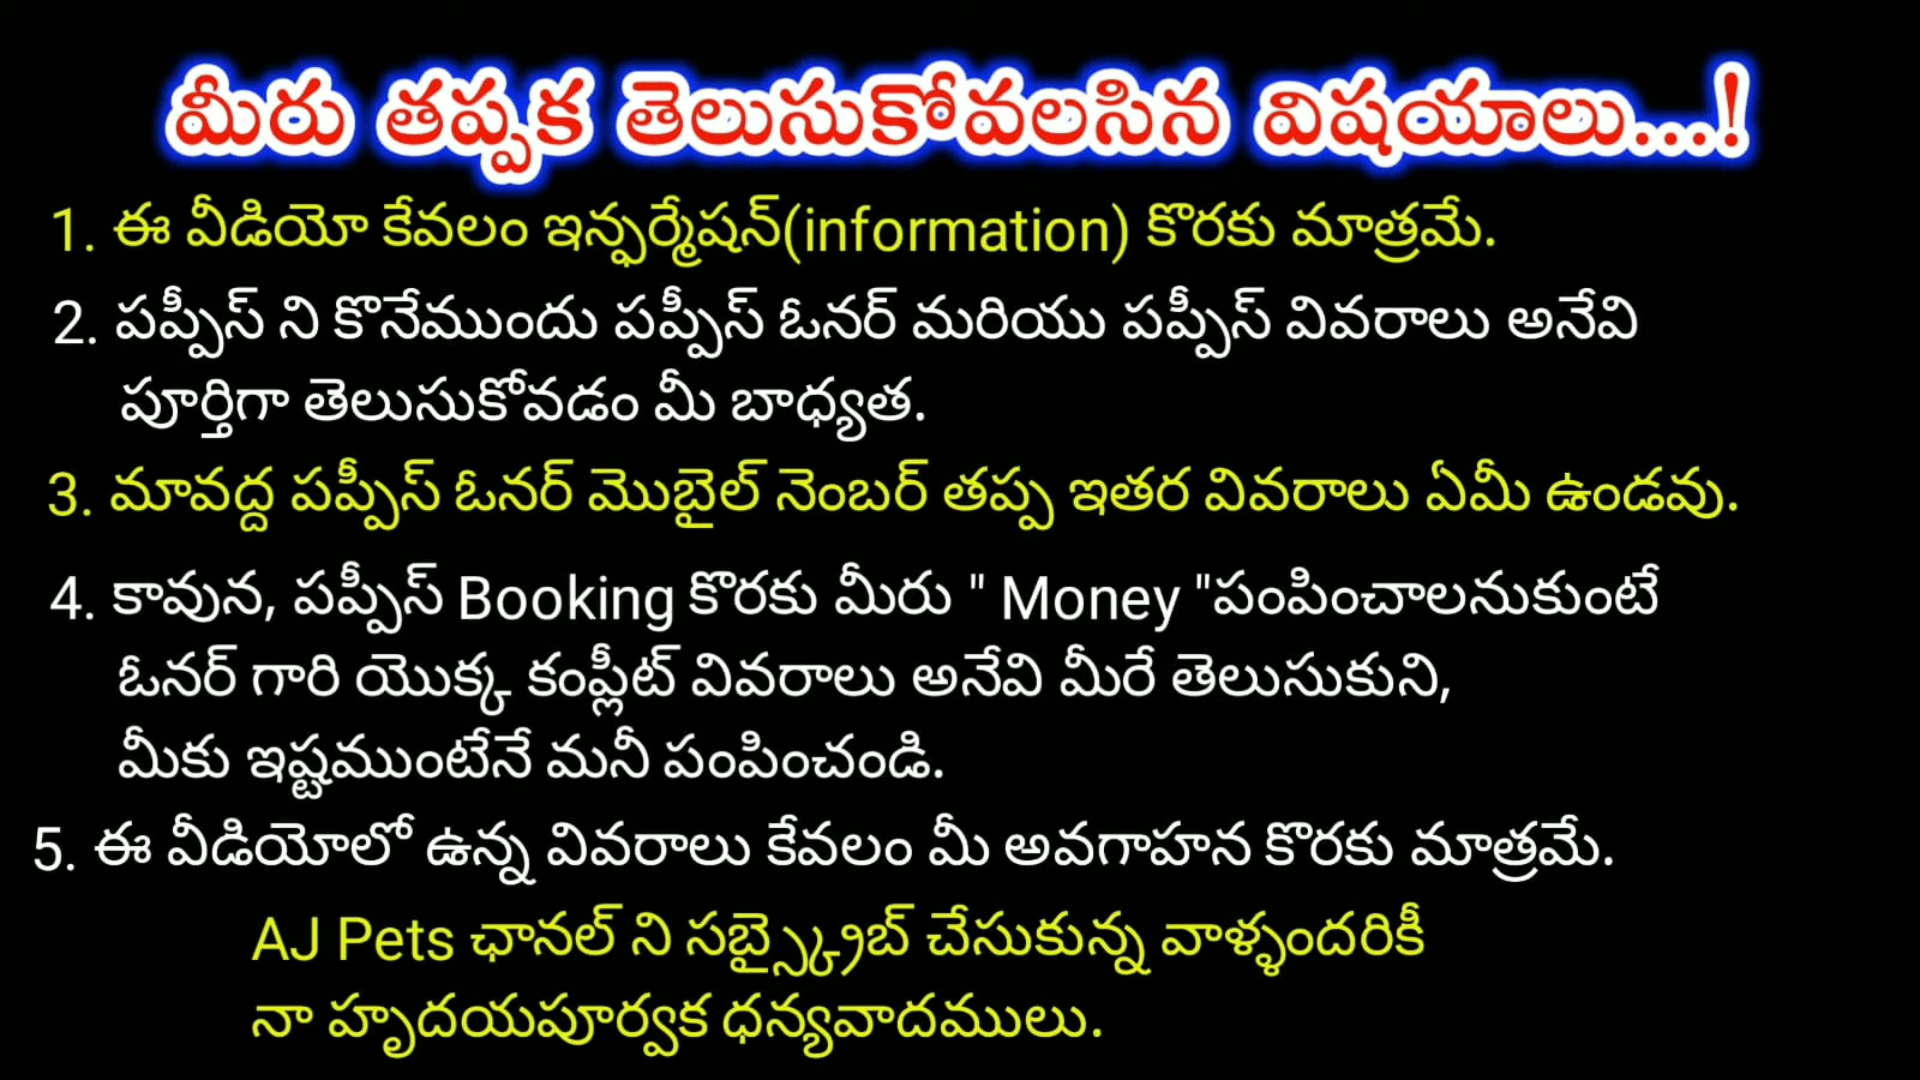 మీరు తప్పక తెలుసుకోవలసిన విషయాలు...!
1. ఈ వీడియో కేవలం ఇన్ఫర్మేషన్(information) కొరకు మాత్రమే.
2. పప్పీస్ ని కొనేముందు పప్పీస్ ఓనర్ మరియు పప్పీస్ వివరాలు అనేవి
పూర్తిగా తెలుసుకోవడం మీ బాధ్యత.
3. మావద్ద పప్పీస్ ఓనర్ మొబైల్ నెంబర్ తప్ప ఇతర వివరాలు ఏమీ ఉండవు.
4. కావున, పప్పీస్ Booking కొరకు మీరు " Money "పంపించాలనుకుంటే
ఓనర్ గారి యొక్క కంప్లీట్ వివరాలు అనేవి మీరే తెలుసుకుని,
మీకు ఇష్టముంటేనే మనీ పంపించండి.
5. ఈ వీడియోలో ఉన్న వివరాలు కేవలం మీ అవగాహన కొరకు మాత్రమే.
AJ Pets ఛానల్ ని సబ్స్క్రైబ్ చేసుకున్న వాళ్ళందరికీ
నా హృదయపూర్వక ధన్యవాదములు.